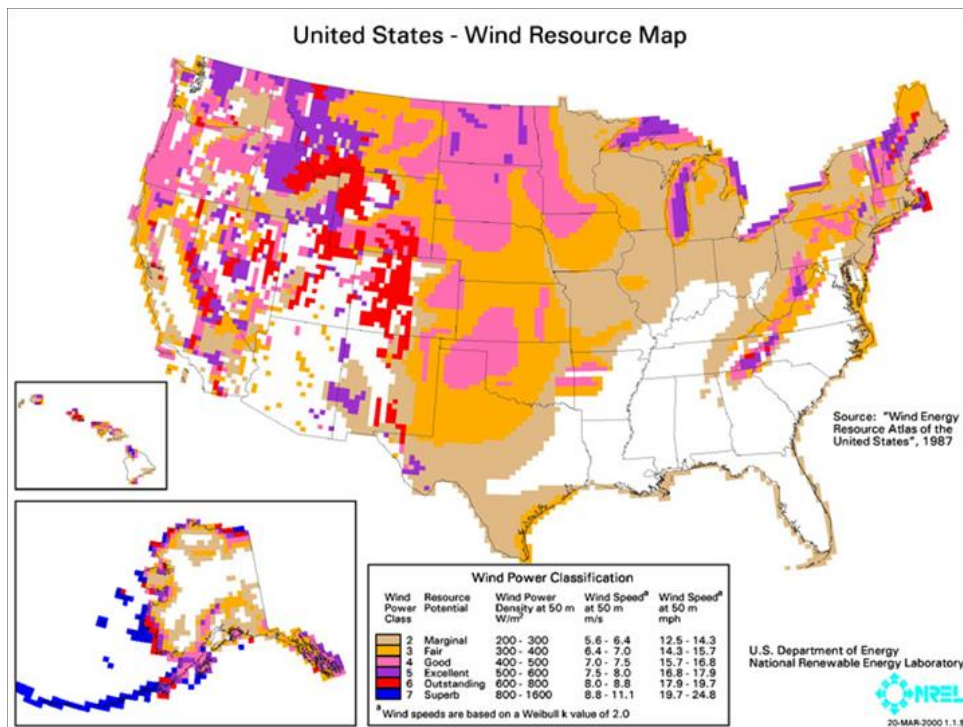 United States - Wind Resource Map
Source: "Wind Energy
Resource Atlas of the
United States", 1987
Wind Power Classification
Wind Power Class Resource Potential Wind Power Density at 50 m W/m² Wind Speedᵃ at 50 m m/s Wind Speedᵃ at 50 m mph
2 Marginal 200 - 300 5.6 - 6.4 12.5 - 14.3
3 Fair 300 - 400 6.4 - 7.0 14.3 - 15.7
4 Good 400 - 500 7.0 - 7.5 15.7 - 16.8
5 Excellent 500 - 600 7.5 - 8.0 16.8 - 17.9
6 Outstanding 600 - 800 8.0 - 8.8 17.9 - 19.7
7 Superb 800 - 1600 8.8 - 11.1 19.7 - 24.8
ᵃ Wind speeds are based on a Weibull k value of 2.0
U.S. Department of Energy
National Renewable Energy Laboratory
NREL
20-MAR-2000 1.1.6